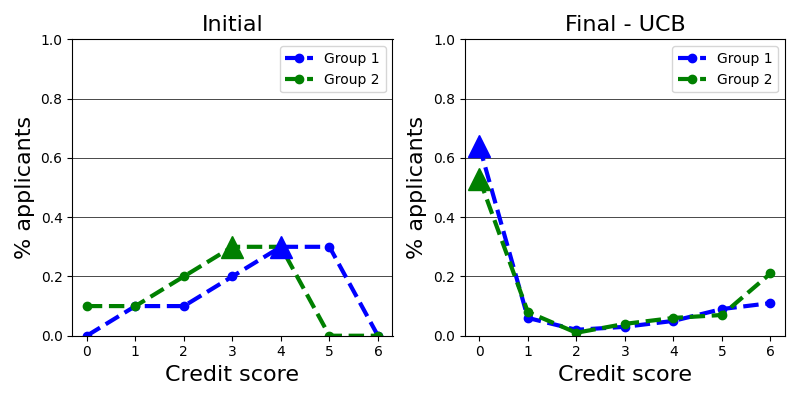 Initial
1.0
0.8
0.6
0.4
0.2
0.0
% applicants
0 1 2 3 4 5 6
Credit score
Group 1
Group 2
Final - UCB
1.0
0.8
0.6
0.4
0.2
0.0
% applicants
0 1 2 3 4 5 6
Credit score
Group 1
Group 2